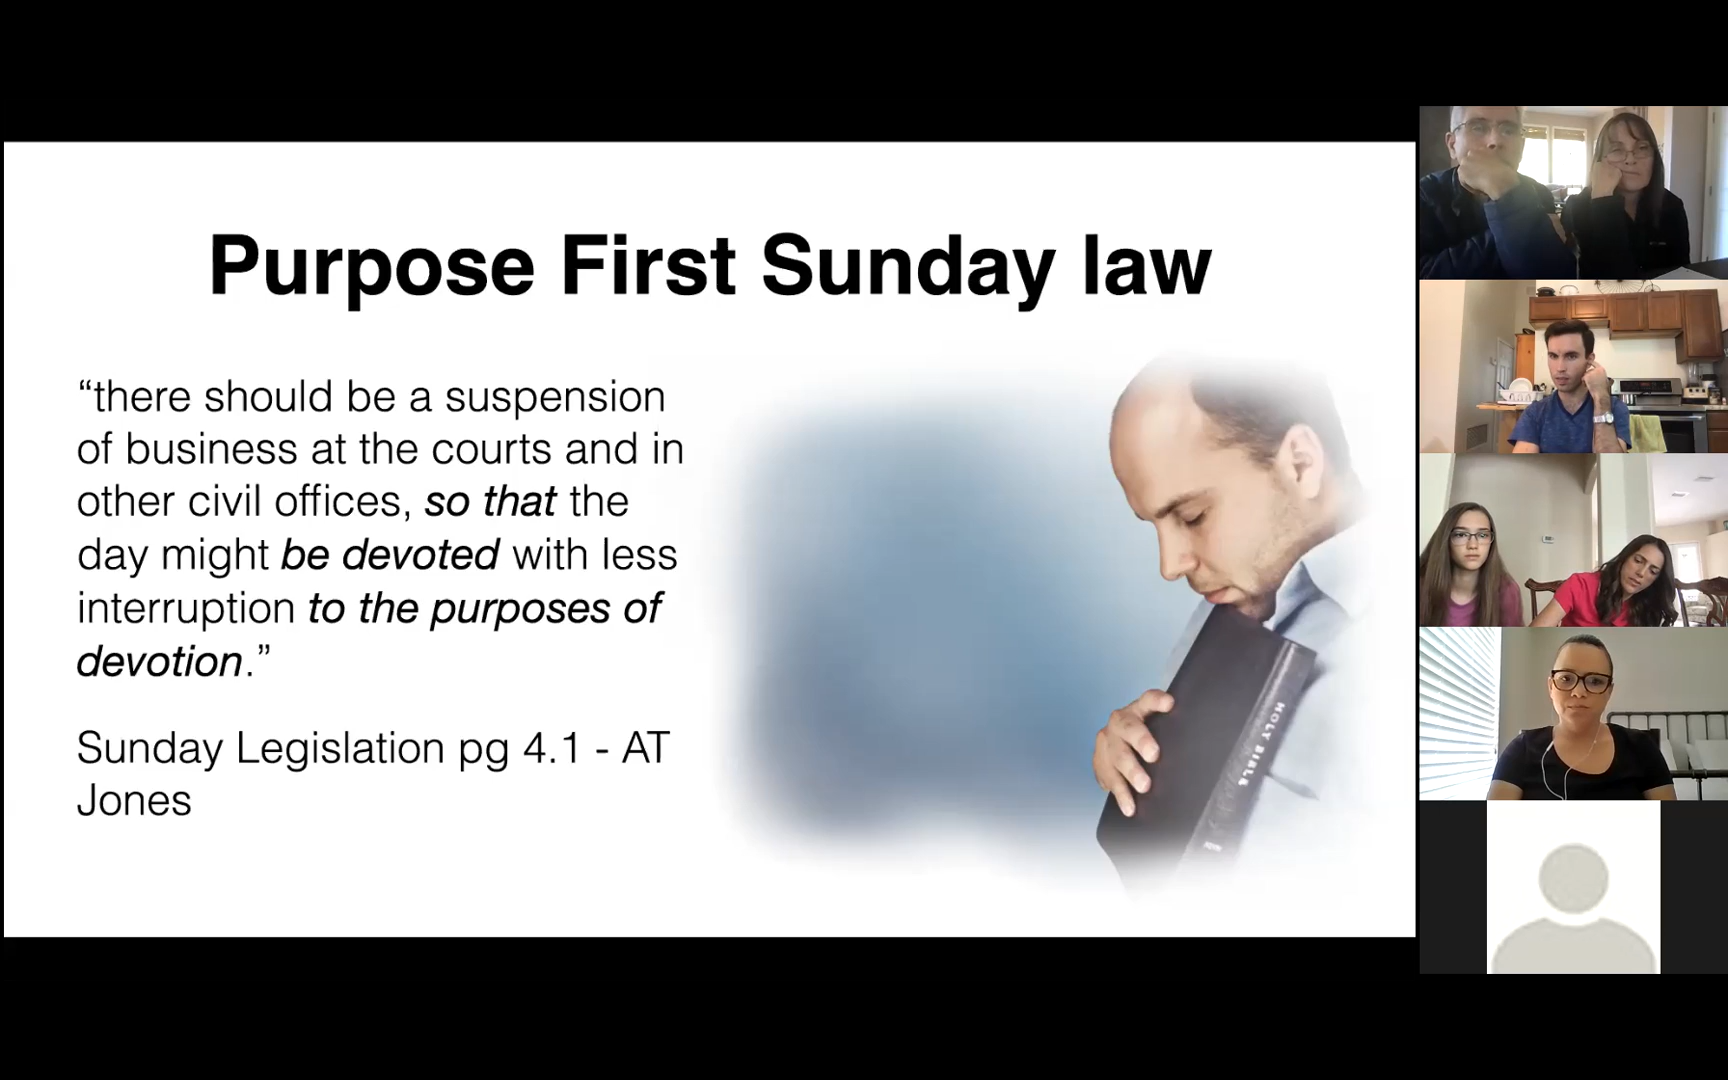 Purpose First Sunday law
“there should be a suspension
of business at the courts and in
other civil offices, so that the
day might be devoted with less
interruption to the purposes of
devotion.”
Sunday Legislation pg 4.1 - AT
Jones
HOLY BIBLE